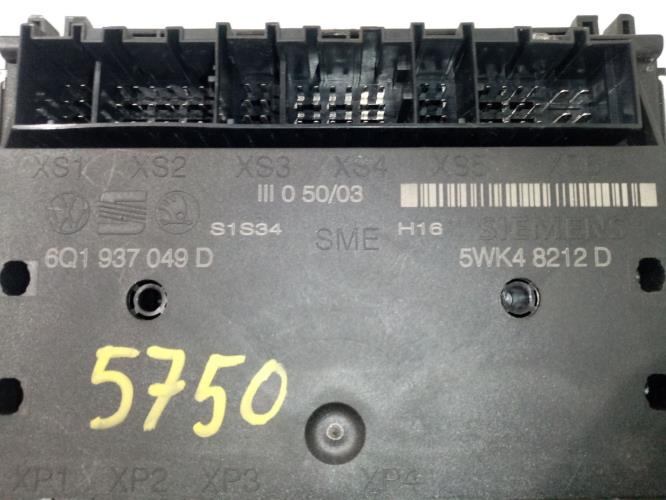 XS1 XS2 XS3 XS4 XS5
III 0 50/03
S1S34 SME H16 SIEMENS
6Q1 937 049 D 5WK4 8212 D
5750
XP1 XP2 XP3 XP4